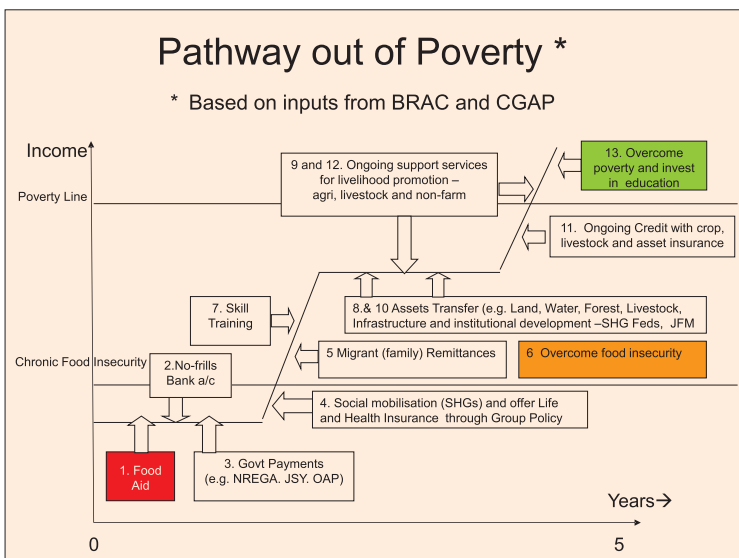 Pathway out of Poverty *
* Based on inputs from BRAC and CGAP
Income
9 and 12. Ongoing support services
for livelihood promotion –
agri, livestock and non-farm
13. Overcome
poverty and invest
in education
Poverty Line
11. Ongoing Credit with crop,
livestock and asset insurance
7. Skill
Training
8.& 10 Assets Transfer (e.g. Land, Water, Forest, Livestock,
Infrastructure and institutional development –SHG Feds, JFM
Chronic Food Insecurity
2.No-frills
Bank a/c
5 Migrant (family) Remittances
6 Overcome food insecurity
4. Social mobilisation (SHGs) and offer Life
and Health Insurance through Group Policy
1. Food
Aid
3. Govt Payments
(e.g. NREGA. JSY. OAP)
Years→
0
5